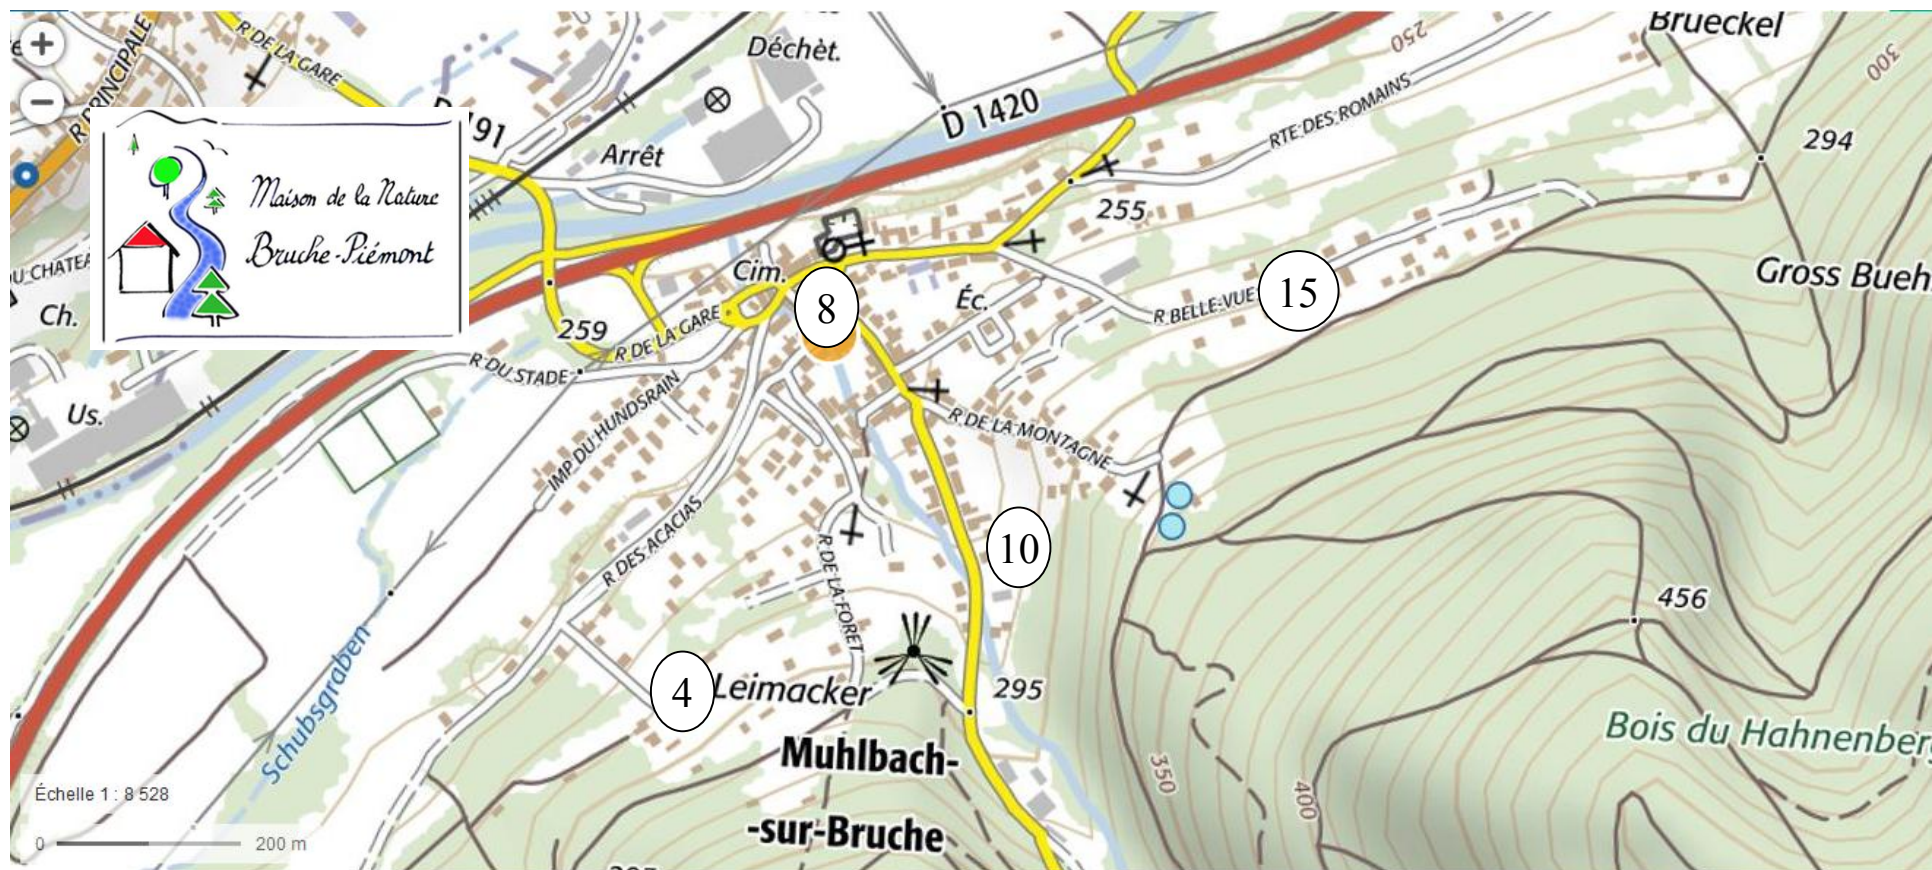 +
−
R PRINCIPALE
R DE LA GARE
Déchèt.
D 1420
250
Brueckel
300
Arrêt
RTE DES ROMAINS
294
255
Maison de la Nature
Bruche-Piémont
Ch.
Cim.
Éc.
8
15
R BELLE-VUE
Gross Bueh
259
R DE LA GARE
R DU STADE
Us.
IMP DU HUNDSRAIN
R DE LA MONTAGNE
R DES ACACIAS
R DE LA FORET
10
456
4
Leimacker
295
Schubsgraben
Muhlbach-
-sur-Bruche
350
400
Bois du Hahnenberg
Échelle 1 : 8 528
0 200 m